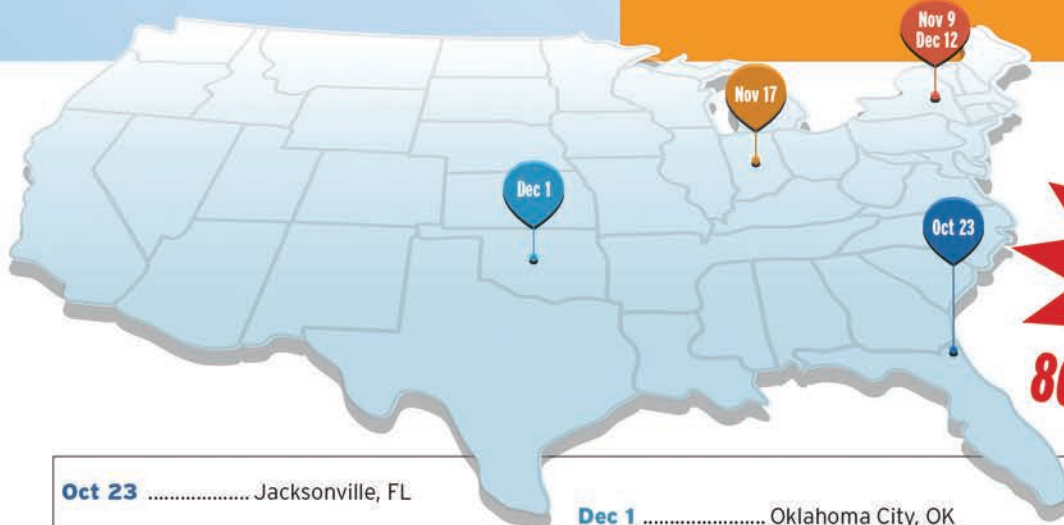 Nov 9
Dec 12
Nov 17
Dec 1
Oct 23
Oct 23 ................... Jacksonville, FL
Dec 1 ....................... Oklahoma City, OK